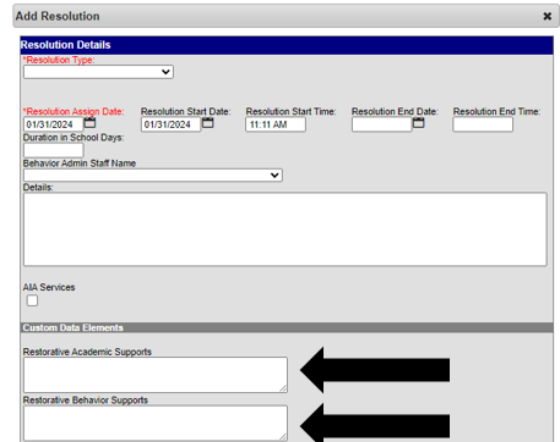 Add Resolution
Resolution Details
*Resolution Type:
*Resolution Assign Date: Resolution Start Date: Resolution Start Time: Resolution End Date: Resolution End Time:
01/31/2024 01/31/2024 11:11 AM
Duration in School Days:
Behavior Admin Staff Name
Details:
AIA Services
Custom Data Elements
Restorative Academic Supports
Restorative Behavior Supports